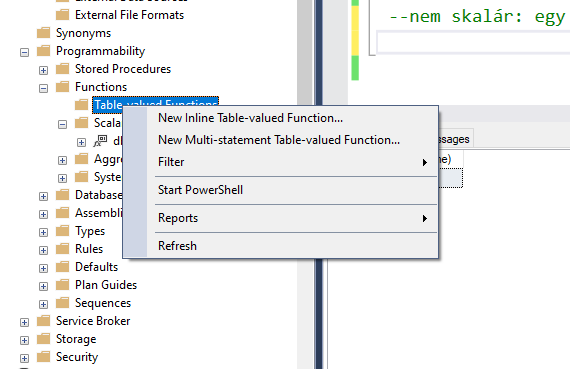 External File Formats
Synonyms
Programmability
Stored Procedures
Functions
Table-valued Functions
Scala
Aggre
Syste
Database
Assembli
Types
Rules
Defaults
Plan Guides
Sequences
Service Broker
Storage
Security
New Inline Table-valued Function...
New Multi-statement Table-valued Function...
Filter
Start PowerShell
Reports
Refresh
--nem skalár: egy
ssages